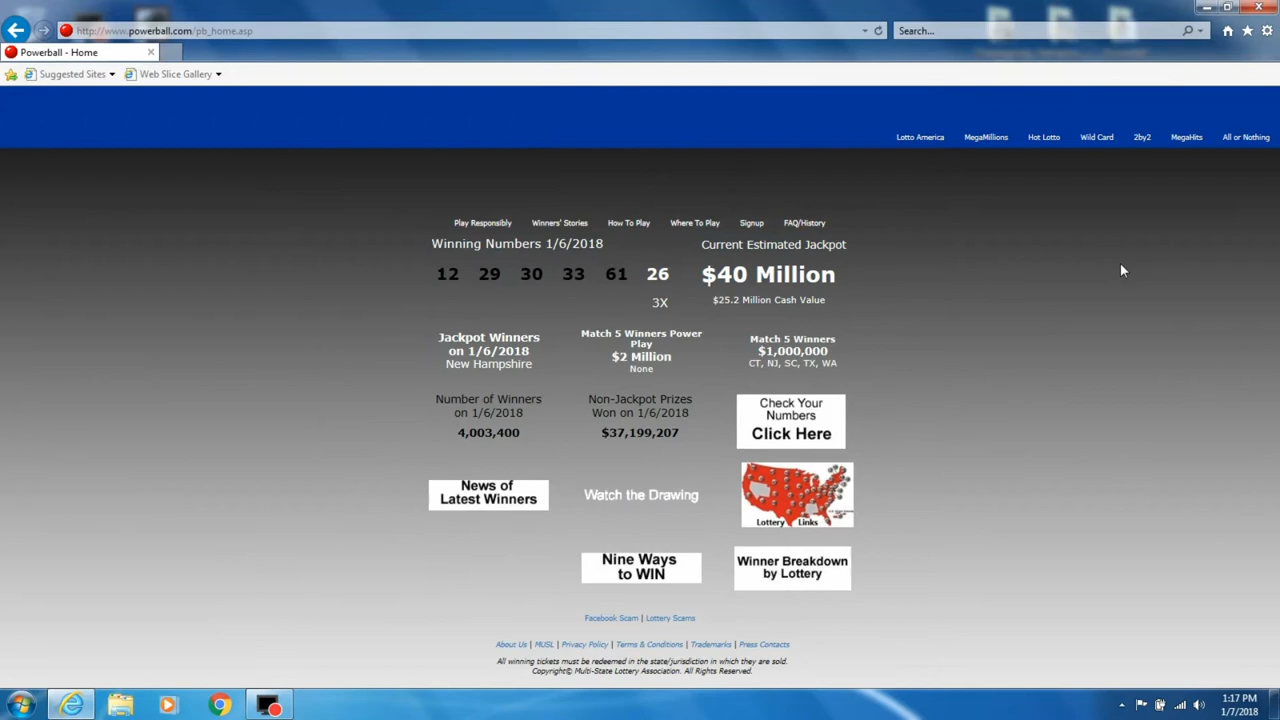 http://www.powerball.com/pb_home.asp
Search...
Powerball - Home
Suggested Sites
Web Slice Gallery
Lotto America
MegaMillions
Hot Lotto
Wild Card
2by2
MegaHits
All or Nothing
Play Responsibly
Winners' Stories
How To Play
Where To Play
Signup
FAQ/History
Winning Numbers 1/6/2018
Current Estimated Jackpot
12 29 30 33 61 26
$40 Million
3X
$25.2 Million Cash Value
Jackpot Winners
on 1/6/2018
New Hampshire
Match 5 Winners Power
Play
$2 Million
None
Match 5 Winners
$1,000,000
CT, NJ, SC, TX, WA
Number of Winners
on 1/6/2018
4,003,400
Non-Jackpot Prizes
Won on 1/6/2018
$37,199,207
Check Your
Numbers
Click Here
News of
Latest Winners
Watch the Drawing
Lottery Links
Nine Ways
to WIN
Winner Breakdown
by Lottery
Facebook Scam | Lottery Scams
About Us | MUSL | Privacy Policy | Terms & Conditions | Trademarks | Press Contacts
All winning tickets must be redeemed in the state/jurisdiction in which they are sold.
Copyright© Multi-State Lottery Association. All Rights Reserved.
1:17 PM
1/7/2018